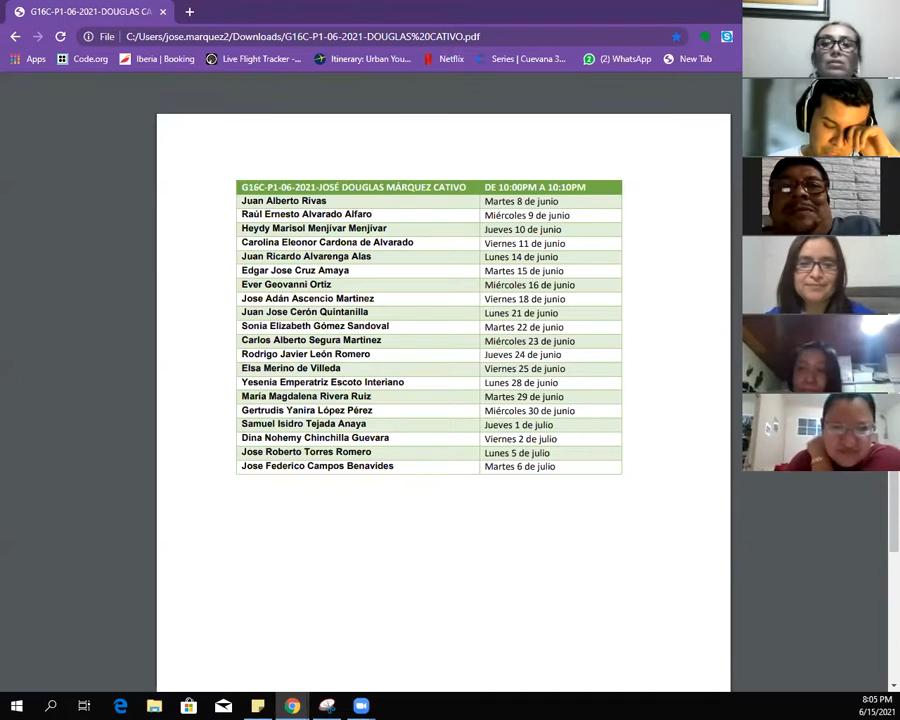 G16C-P1-06-2021-DOUGLAS CA
File | C:/Users/jose.marquez2/Downloads/G16C-P1-06-2021-DOUGLAS%20CATIVO.pdf
Apps Code.org Iberia | Booking Live Flight Tracker -... Itinerary: Urban You... Netflix Series | Cuevana 3... (2) WhatsApp New Tab
G16C-P1-06-2021-JOSÉ DOUGLAS MÁRQUEZ CATIVO DE 10:00PM A 10:10PM
Juan Alberto Rivas Martes 8 de junio
Raúl Ernesto Alvarado Alfaro Miércoles 9 de junio
Heydy Marisol Menjívar Menjívar Jueves 10 de junio
Carolina Eleonor Cardona de Alvarado Viernes 11 de junio
Juan Ricardo Alvarenga Alas Lunes 14 de junio
Edgar Jose Cruz Amaya Martes 15 de junio
Ever Geovanni Ortiz Miércoles 16 de junio
Jose Adán Ascencio Martinez Viernes 18 de junio
Juan Jose Cerón Quintanilla Lunes 21 de junio
Sonia Elizabeth Gómez Sandoval Martes 22 de junio
Carlos Alberto Segura Martínez Miércoles 23 de junio
Rodrigo Javier León Romero Jueves 24 de junio
Elsa Merino de Villeda Viernes 25 de junio
Yesenia Emperatriz Escoto Interiano Lunes 28 de junio
María Magdalena Rivera Ruiz Martes 29 de junio
Gertrudis Yanira López Pérez Miércoles 30 de junio
Samuel Isidro Tejada Anaya Jueves 1 de julio
Dina Nohemy Chinchilla Guevara Viernes 2 de julio
Jose Roberto Torres Romero Lunes 5 de julio
Jose Federico Campos Benavides Martes 6 de julio
8:05 PM
6/15/2021